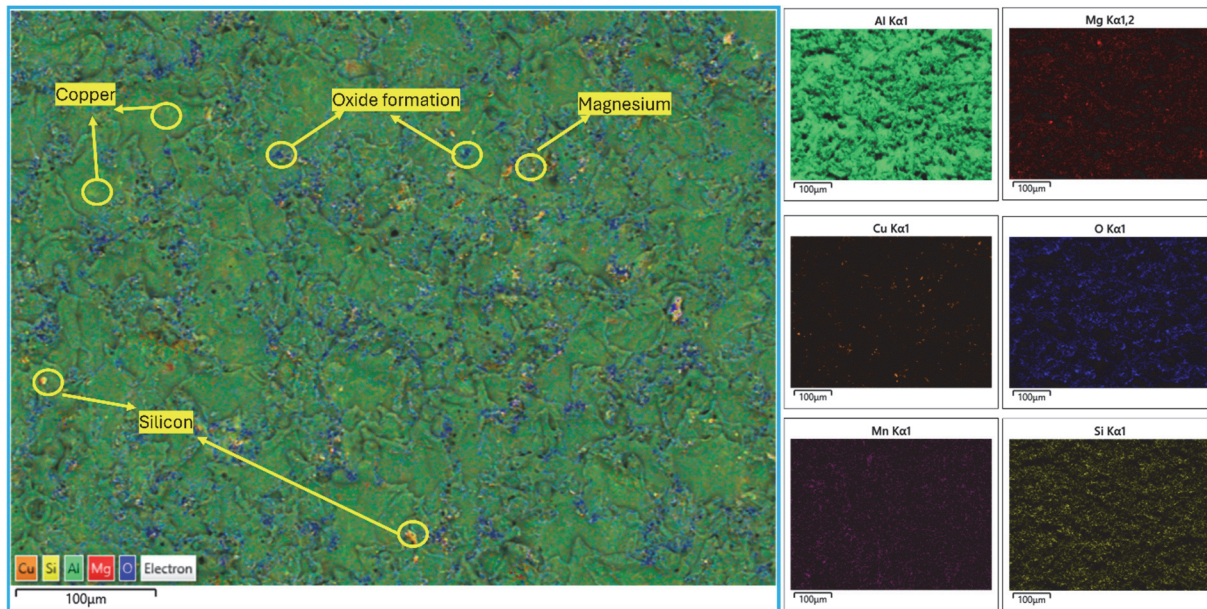 Copper
Oxide formation
Magnesium
Silicon
Cu Si Al Mg O Electron
100µm
Al Kα1
100µm
Mg Kα1,2
100µm
Cu Kα1
100µm
O Kα1
100µm
Mn Kα1
100µm
Si Kα1
100µm